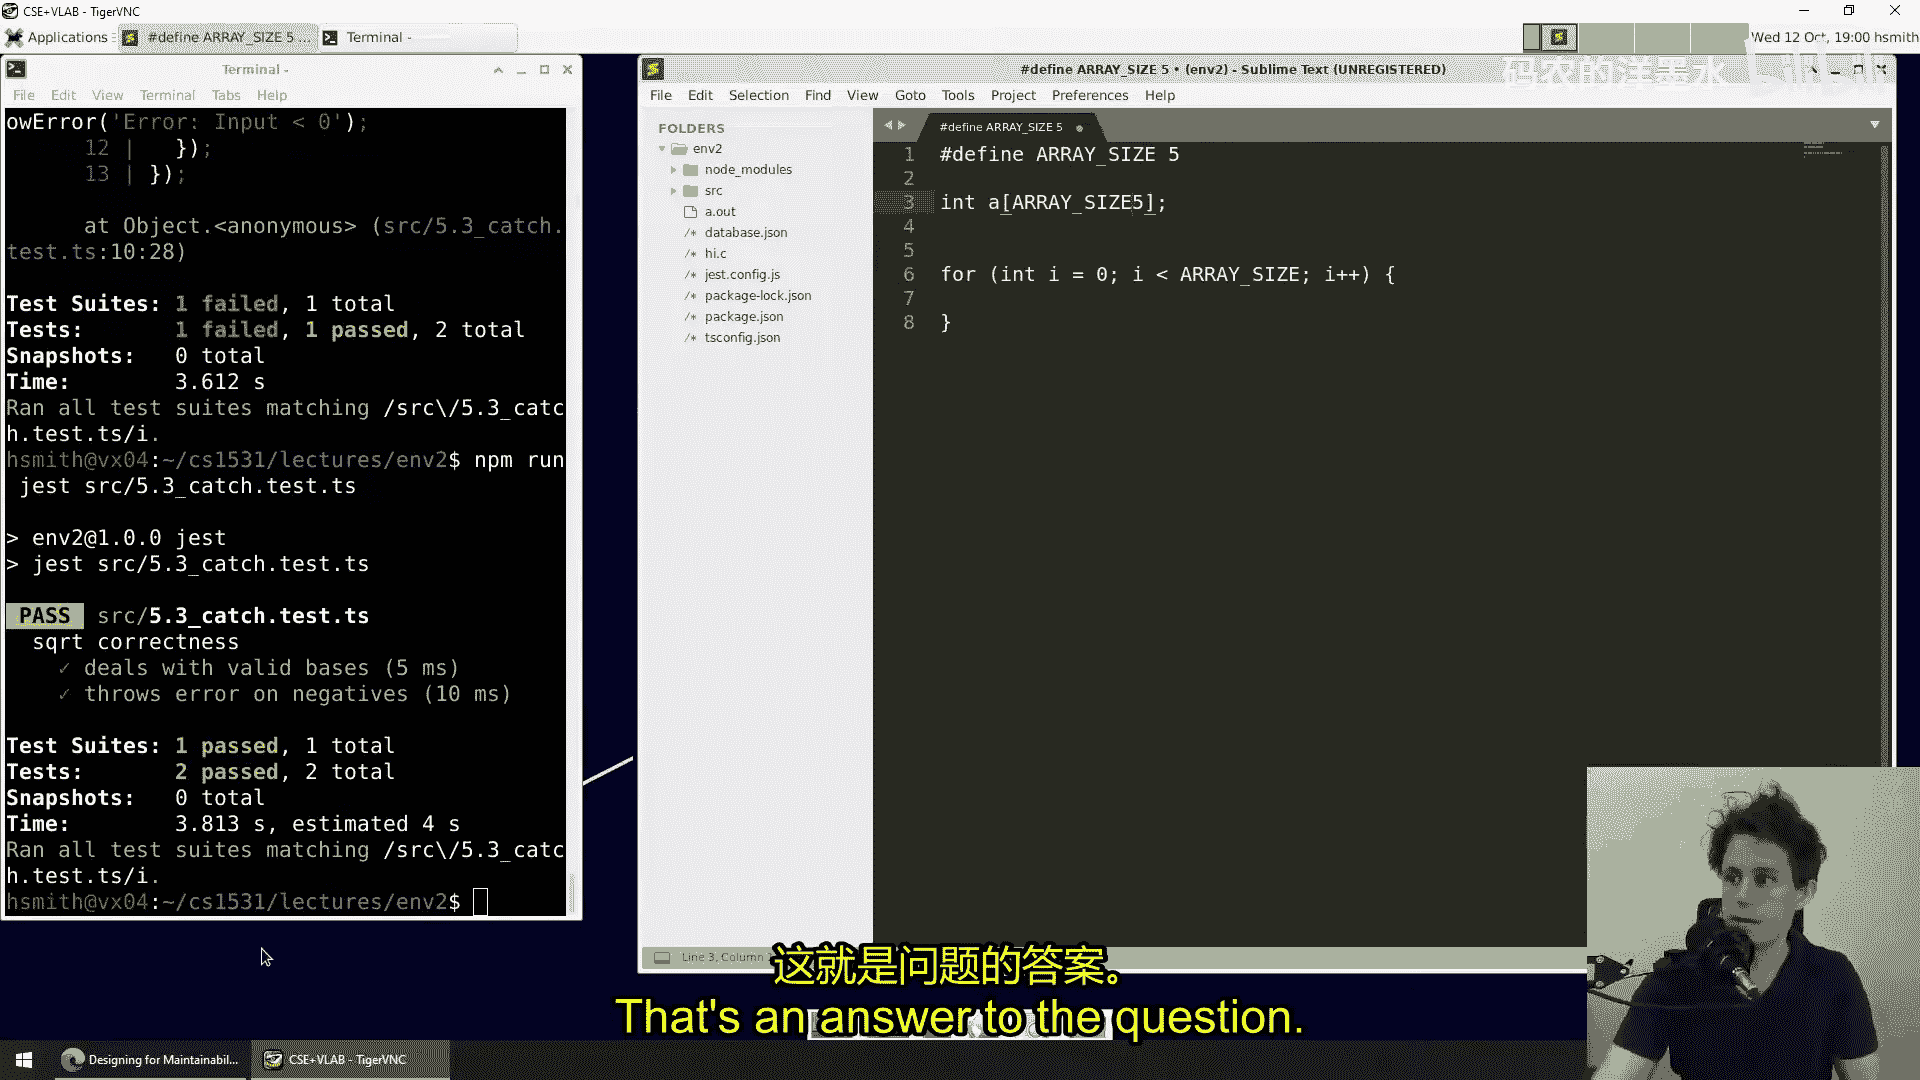 CSE+VLAB - TigerVNC
Applications
#define ARRAY_SIZE 5 ...
Terminal -
Wed 12 Oct, 19:00 hsmith
Terminal -
File Edit View Terminal Tabs Help
owError('Error: Input < 0');
12 |   });
13 | });
at Object.<anonymous> (src/5.3_catch.
test.ts:10:28)
Test Suites: 1 failed, 1 total
Tests: 1 failed, 1 passed, 2 total
Snapshots: 0 total
Time: 3.612 s
Ran all test suites matching /src\/5.3_catc
h.test.ts/i.
hsmith@vx04:~/cs1531/lectures/env2$ npm run
jest src/5.3_catch.test.ts
> env2@1.0.0 jest
> jest src/5.3_catch.test.ts
PASS src/5.3_catch.test.ts
sqrt correctness
✓ deals with valid bases (5 ms)
✓ throws error on negatives (10 ms)
Test Suites: 1 passed, 1 total
Tests: 2 passed, 2 total
Snapshots: 0 total
Time: 3.813 s, estimated 4 s
Ran all test suites matching /src\/5.3_catc
h.test.ts/i.
hsmith@vx04:~/cs1531/lectures/env2$
#define ARRAY_SIZE 5 • (env2) - Sublime Text (UNREGISTERED)
码农的洋墨水
bilibili
File Edit Selection Find View Goto Tools Project Preferences Help
FOLDERS
env2
node_modules
src
a.out
database.json
hi.c
jest.config.js
package-lock.json
package.json
tsconfig.json
#define ARRAY_SIZE 5
1 #define ARRAY_SIZE 5
2
3 int a[ARRAY_SIZE5];
4
5
6 for (int i = 0; i < ARRAY_SIZE; i++) {
7
8 }
Line 3, Column
这就是问题的答案。
That's an answer to the question.
Designing for Maintainabil...
CSE+VLAB - TigerVNC